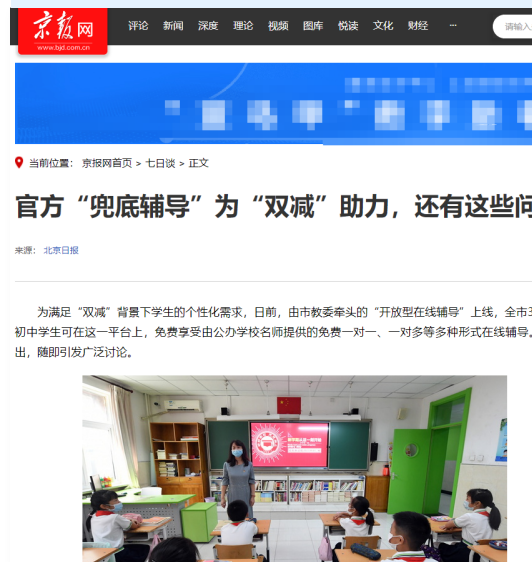 京报网
www.bjd.com.cn
评论 新闻 深度 理论 视频 图库 悦读 文化 财经 ...
请输入
当前位置： 京报网首页 > 七日谈 > 正文
官方“兜底辅导”为“双减”助力，还有这些问
来源： 北京日报
为满足“双减”背景下学生的个性化需求，日前，由市教委牵头的“开放型在线辅导”上线，全市
初中学生可在这一平台上，免费享受由公办学校名师提供的免费一对一、一对多等多种形式在线辅导。
出，随即引发广泛讨论。